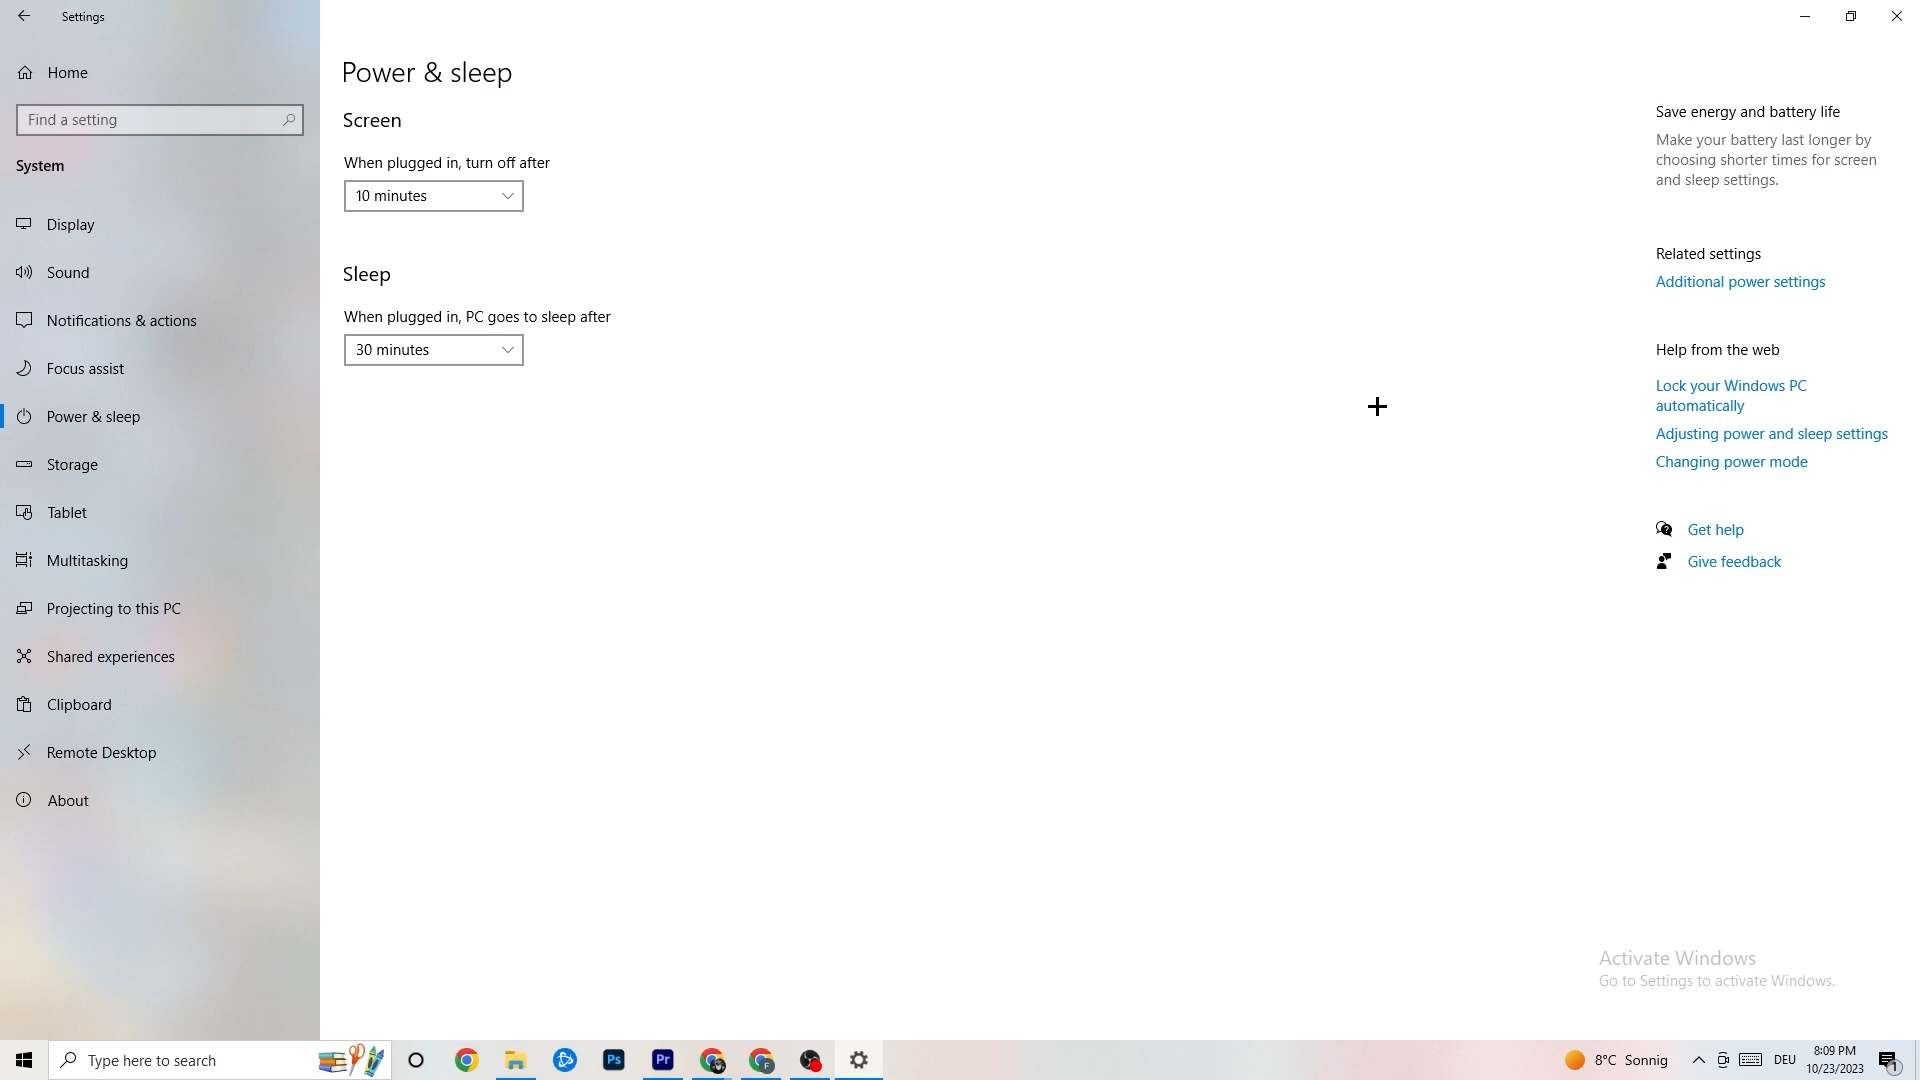 Settings
Home
Find a setting
System
Display
Sound
Notifications & actions
Focus assist
Power & sleep
Storage
Tablet
Multitasking
Projecting to this PC
Shared experiences
Clipboard
Remote Desktop
About
Power & sleep
Screen
When plugged in, turn off after
10 minutes
Sleep
When plugged in, PC goes to sleep after
30 minutes
Save energy and battery life
Make your battery last longer by
choosing shorter times for screen
and sleep settings.
Related settings
Additional power settings
Help from the web
Lock your Windows PC
automatically
Adjusting power and sleep settings
Changing power mode
Get help
Give feedback
Activate Windows
Go to Settings to activate Windows.
Type here to search
Ps
Pr
F
8°C Sonnig
DEU
8:09 PM
10/23/2023
1